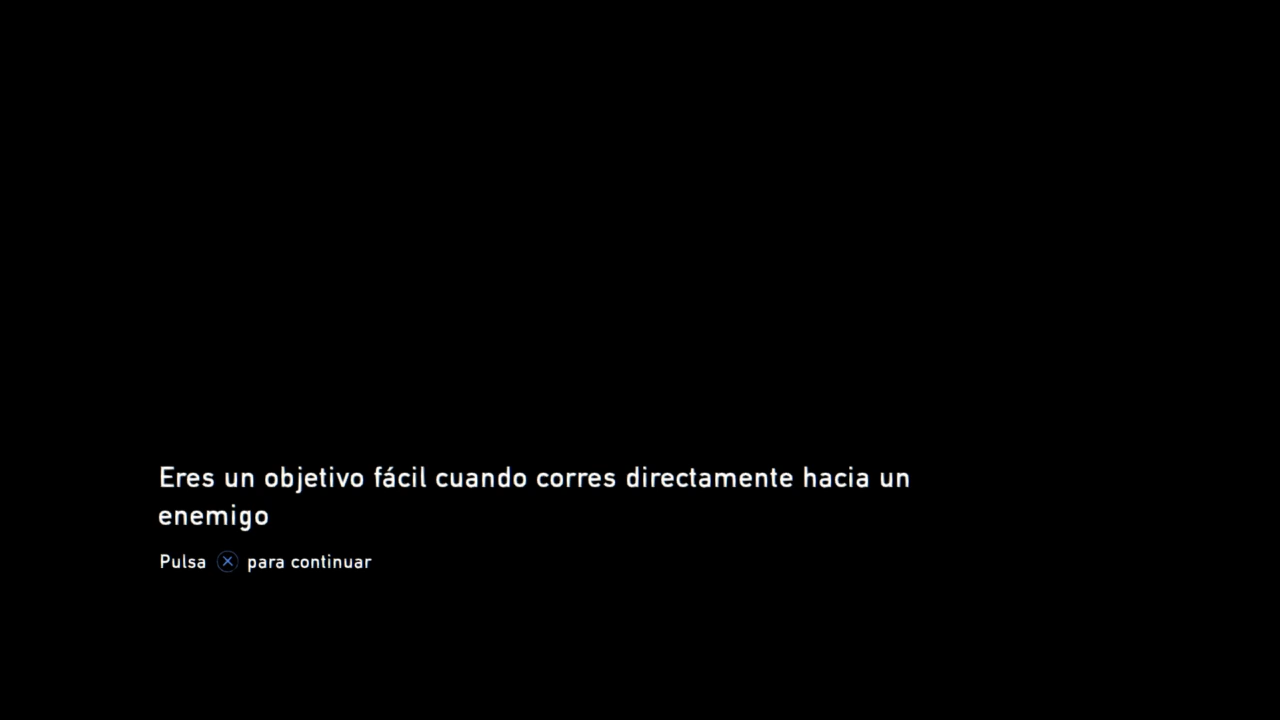 Eres un objetivo fácil cuando corres directamente hacia un
enemigo
Pulsa ⓧ para continuar